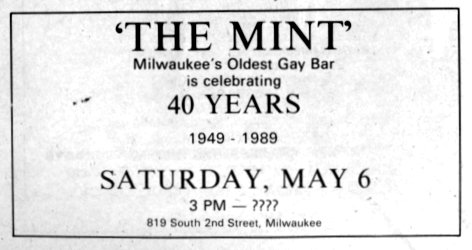 'THE MINT'
Milwaukee's Oldest Gay Bar
is celebrating
40 YEARS
1949 - 1989
SATURDAY, MAY 6
3 PM — ????
819 South 2nd Street, Milwaukee